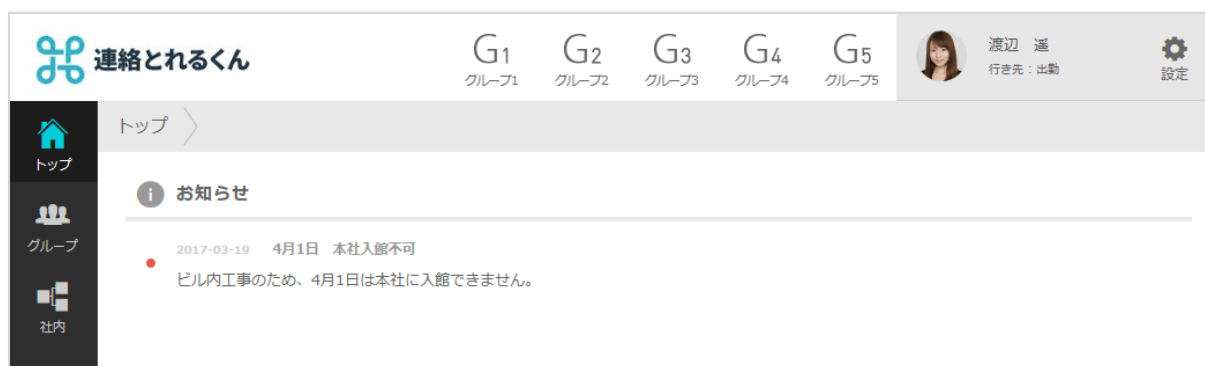 連絡とれるくん
G1 G2 G3 G4 G5
グループ1 グループ2 グループ3 グループ4 グループ5
渡辺　遥
行き先：出勤
設定
トップ
トップ
グループ
社内
お知らせ
2017-03-19 4月1日　本社入館不可
ビル内工事のため、4月1日は本社に入館できません。